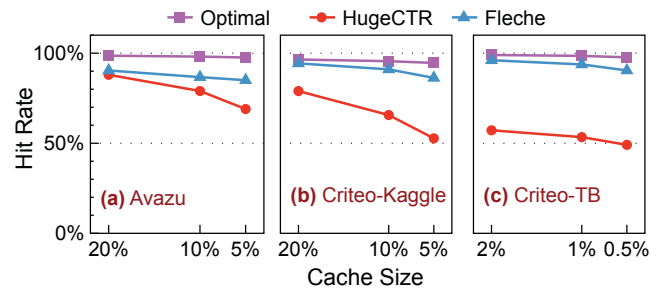 Optimal HugeCTR Fleche
Hit Rate
100%
50%
0%
(a) Avazu
(b) Criteo-Kaggle
(c) Criteo-TB
20% 10% 5%
20% 10% 5%
2% 1% 0.5%
Cache Size